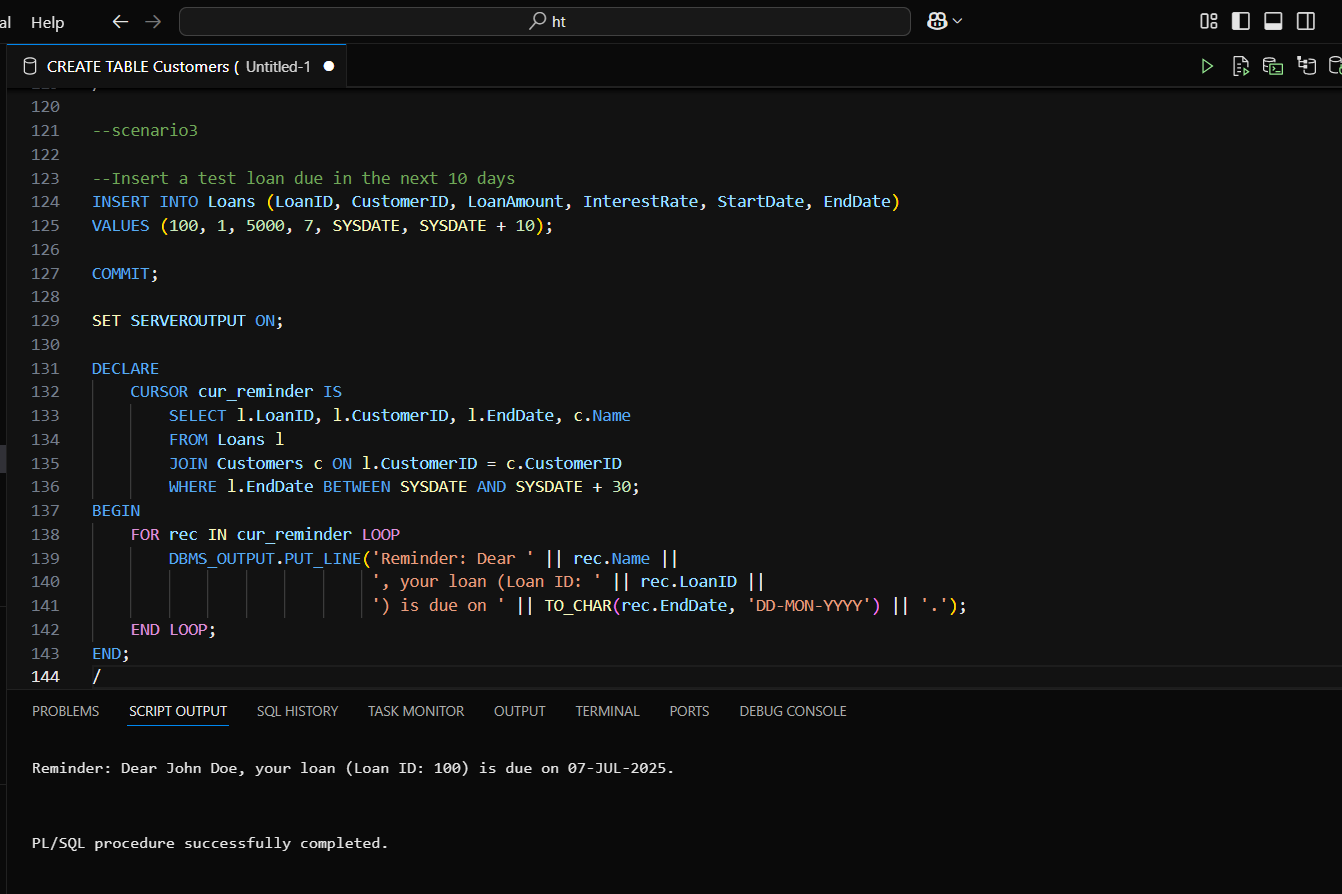 al Help ht
CREATE TABLE Customers ( Untitled-1
120
121 --scenario3
122
123 --Insert a test loan due in the next 10 days
124 INSERT INTO Loans (LoanID, CustomerID, LoanAmount, InterestRate, StartDate, EndDate)
125 VALUES (100, 1, 5000, 7, SYSDATE, SYSDATE + 10);
126
127 COMMIT;
128
129 SET SERVEROUTPUT ON;
130
131 DECLARE
132     CURSOR cur_reminder IS
133         SELECT l.LoanID, l.CustomerID, l.EndDate, c.Name
134         FROM Loans l
135         JOIN Customers c ON l.CustomerID = c.CustomerID
136         WHERE l.EndDate BETWEEN SYSDATE AND SYSDATE + 30;
137 BEGIN
138     FOR rec IN cur_reminder LOOP
139         DBMS_OUTPUT.PUT_LINE('Reminder: Dear ' || rec.Name ||
140                              ', your loan (Loan ID: ' || rec.LoanID ||
141                              ') is due on ' || TO_CHAR(rec.EndDate, 'DD-MON-YYYY') || '.');
142     END LOOP;
143 END;
144 /
PROBLEMS SCRIPT OUTPUT SQL HISTORY TASK MONITOR OUTPUT TERMINAL PORTS DEBUG CONSOLE
Reminder: Dear John Doe, your loan (Loan ID: 100) is due on 07-JUL-2025.
PL/SQL procedure successfully completed.